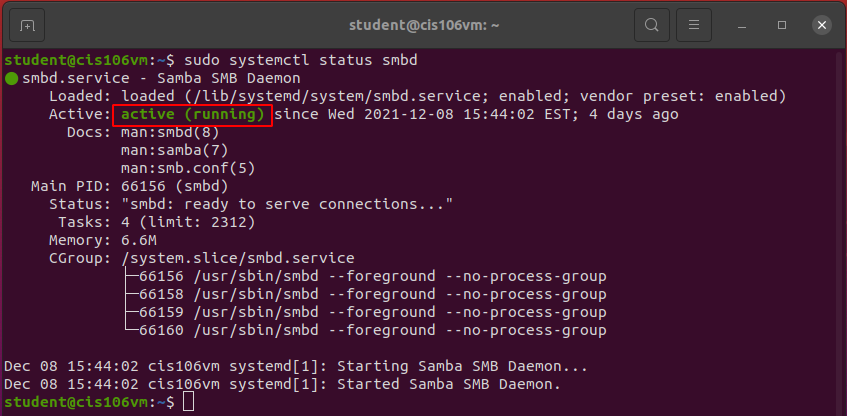 student@cis106vm: ~
student@cis106vm:~$ sudo systemctl status smbd
● smbd.service - Samba SMB Daemon
     Loaded: loaded (/lib/systemd/system/smbd.service; enabled; vendor preset: enabled)
     Active: active (running) since Wed 2021-12-08 15:44:02 EST; 4 days ago
       Docs: man:smbd(8)
             man:samba(7)
             man:smb.conf(5)
   Main PID: 66156 (smbd)
     Status: "smbd: ready to serve connections..."
      Tasks: 4 (limit: 2312)
     Memory: 6.6M
     CGroup: /system.slice/smbd.service
             ├─66156 /usr/sbin/smbd --foreground --no-process-group
             ├─66158 /usr/sbin/smbd --foreground --no-process-group
             ├─66159 /usr/sbin/smbd --foreground --no-process-group
             └─66160 /usr/sbin/smbd --foreground --no-process-group
Dec 08 15:44:02 cis106vm systemd[1]: Starting Samba SMB Daemon...
Dec 08 15:44:02 cis106vm systemd[1]: Started Samba SMB Daemon.
student@cis106vm:~$